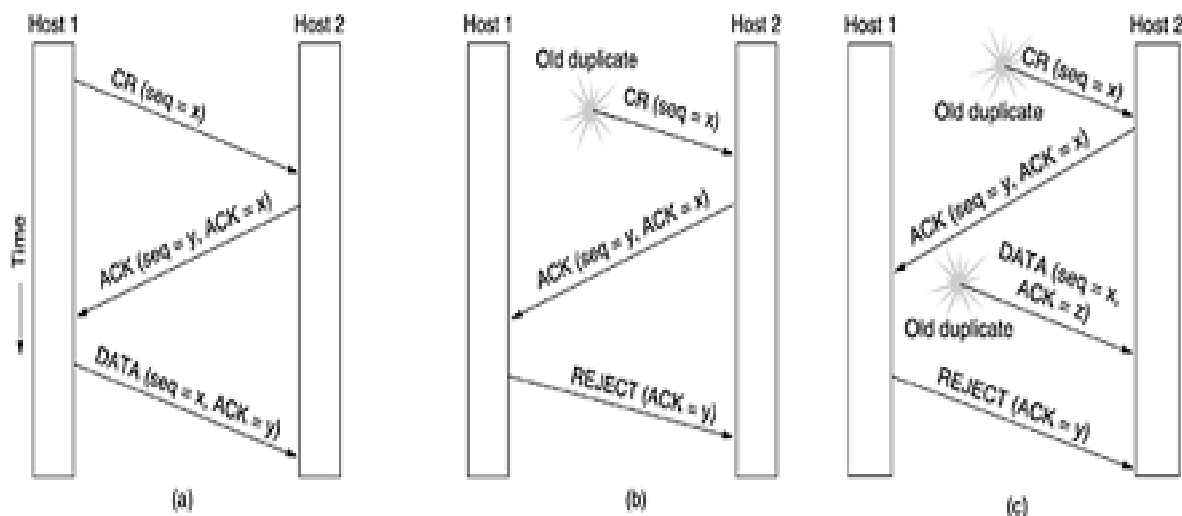 Host 1
Host 2
CR (seq = x)
ACK (seq = y, ACK = x)
DATA (seq = x, ACK = y)
Time
(a)
Host 1
Host 2
Old duplicate
CR (seq = x)
ACK (seq = y, ACK = x)
REJECT (ACK = y)
(b)
Host 1
Host 2
CR (seq = x)
Old duplicate
ACK (seq = y, ACK = x)
DATA (seq = x,
ACK = z)
Old duplicate
REJECT (ACK = y)
(c)